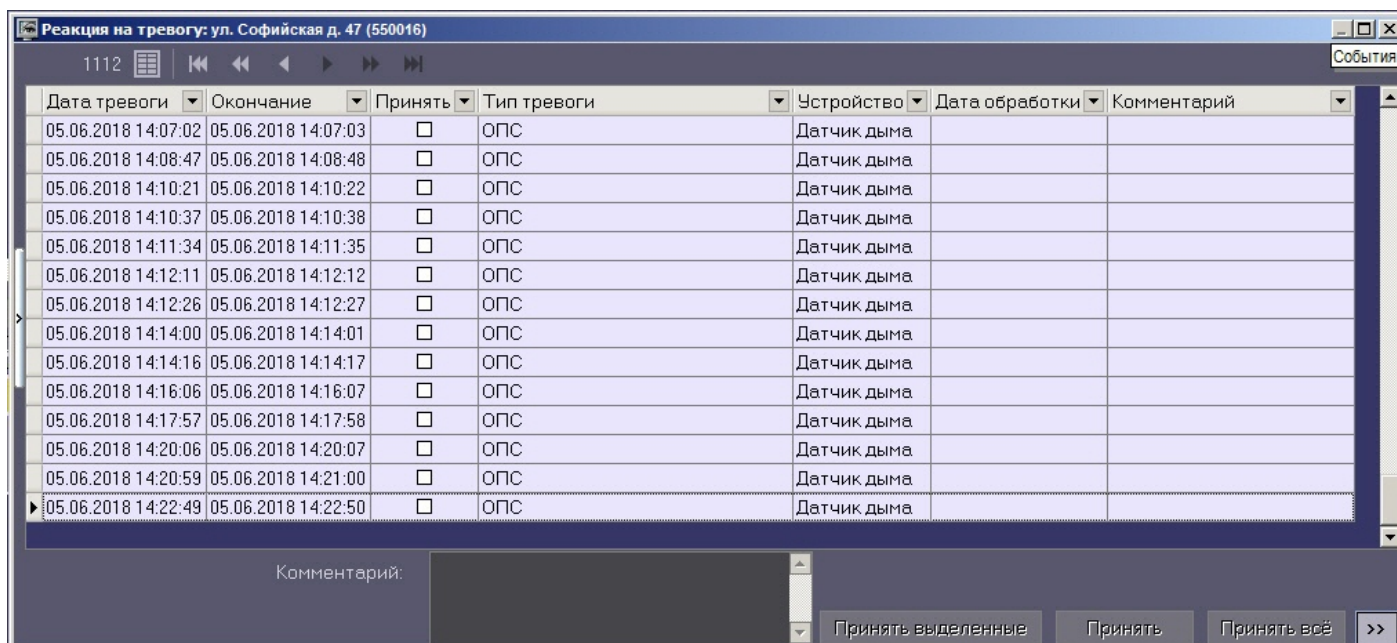 Реакция на тревогу: ул. Софийская д. 47 (550016)
1112
События
Дата тревоги Окончание Принять Тип тревоги Устройство Дата обработки Комментарий
05.06.2018 14:07:02 05.06.2018 14:07:03 ОПС Датчик дыма
05.06.2018 14:08:47 05.06.2018 14:08:48 ОПС Датчик дыма
05.06.2018 14:10:21 05.06.2018 14:10:22 ОПС Датчик дыма
05.06.2018 14:10:37 05.06.2018 14:10:38 ОПС Датчик дыма
05.06.2018 14:11:34 05.06.2018 14:11:35 ОПС Датчик дыма
05.06.2018 14:12:11 05.06.2018 14:12:12 ОПС Датчик дыма
05.06.2018 14:12:26 05.06.2018 14:12:27 ОПС Датчик дыма
05.06.2018 14:14:00 05.06.2018 14:14:01 ОПС Датчик дыма
05.06.2018 14:14:16 05.06.2018 14:14:17 ОПС Датчик дыма
05.06.2018 14:16:06 05.06.2018 14:16:07 ОПС Датчик дыма
05.06.2018 14:17:57 05.06.2018 14:17:58 ОПС Датчик дыма
05.06.2018 14:20:06 05.06.2018 14:20:07 ОПС Датчик дыма
05.06.2018 14:20:59 05.06.2018 14:21:00 ОПС Датчик дыма
05.06.2018 14:22:49 05.06.2018 14:22:50 ОПС Датчик дыма
Комментарий:
Принять выделенные Принять Принять всё >>